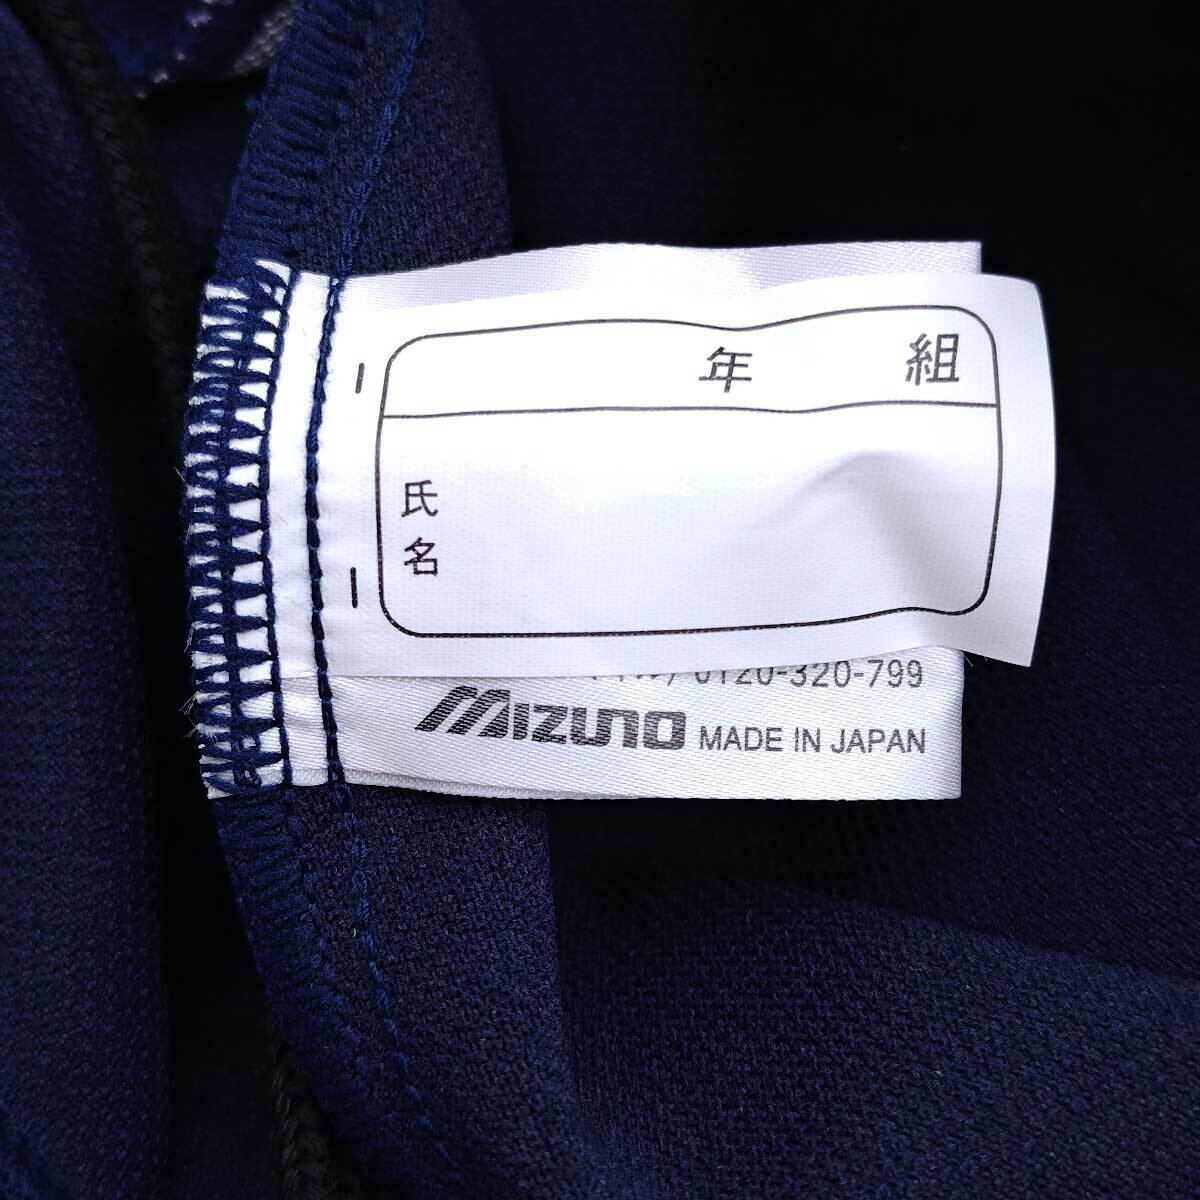 年 組
氏
名
0120-320-799
MIZUNO MADE IN JAPAN